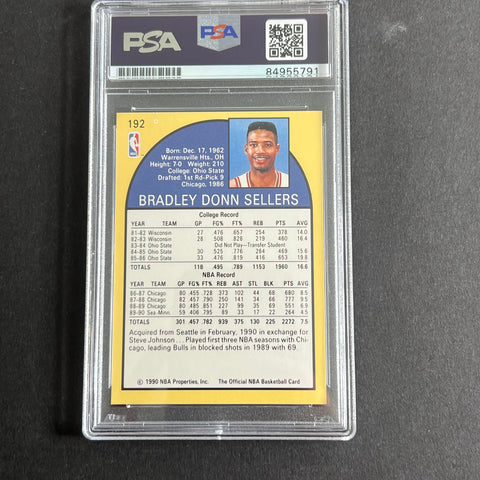 PSA
PSA
84955791
192
NBA
Born: Dec. 17, 1962
Warrensville Hts., OH
Height: 7-0 Weight: 210
College: Ohio State
Drafted: 1st Rd-Pick 9
Chicago, 1986
BRADLEY DONN SELLERS
College Record
YEAR TEAM GP FG% FT% REB PTS AVG
81-82 Wisconsin 27 .476 .657 254 378 14.0
82-83 Wisconsin 28 .508 .826 219 460 16.4
83-84 Ohio State Did Not Play—Transfer Student
84-85 Ohio State 30 .525 .776 264 469 15.6
85-86 Ohio State 33 .476 .819 416 653 19.8
TOTALS 118 .495 .789 1153 1960 16.6
NBA Record
YEAR TEAM GP FG% FT% REB AST STL BLK PTS AVG
86-87 Chicago 80 .455 .728 373 102 44 68 680 8.5
87-88 Chicago 82 .457 .790 250 141 34 66 777 9.5
88-89 Chicago 80 .485 .851 227 99 35 69 551 6.9
89-90 Sea.-Minn. 59 264 4.5
TOTALS 301 .457 .782 939 375 130 225 2272 7.5
Acquired from Seattle in February, 1990 in exchange for
Steve Johnson...Played first three NBA seasons with Chi-
cago, leading Bulls in blocked shots in 1989 with 69.
© 1990 NBA Properties, Inc. The Official NBA Basketball Card